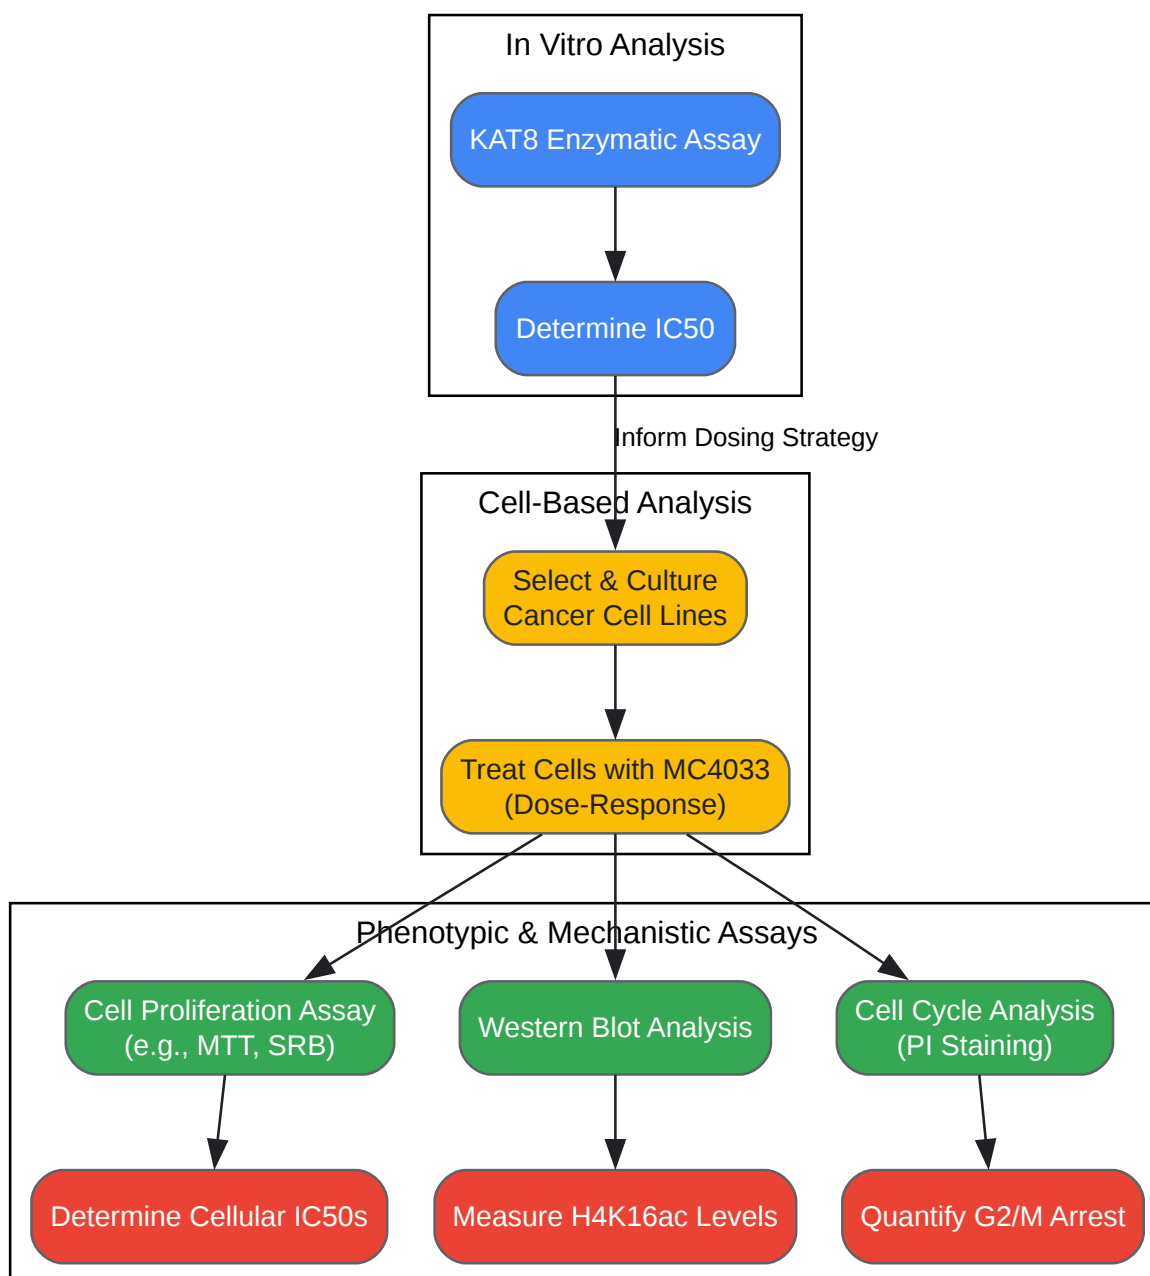 In Vitro Analysis
KAT8 Enzymatic Assay
Determine IC50
Inform Dosing Strategy
Cell-Based Analysis
Select & Culture
Cancer Cell Lines
Treat Cells with MC4033
(Dose-Response)
Phenotypic & Mechanistic Assays
Cell Proliferation Assay
(e.g., MTT, SRB)
Western Blot Analysis
Cell Cycle Analysis
(PI Staining)
Determine Cellular IC50s
Measure H4K16ac Levels
Quantify G2/M Arrest